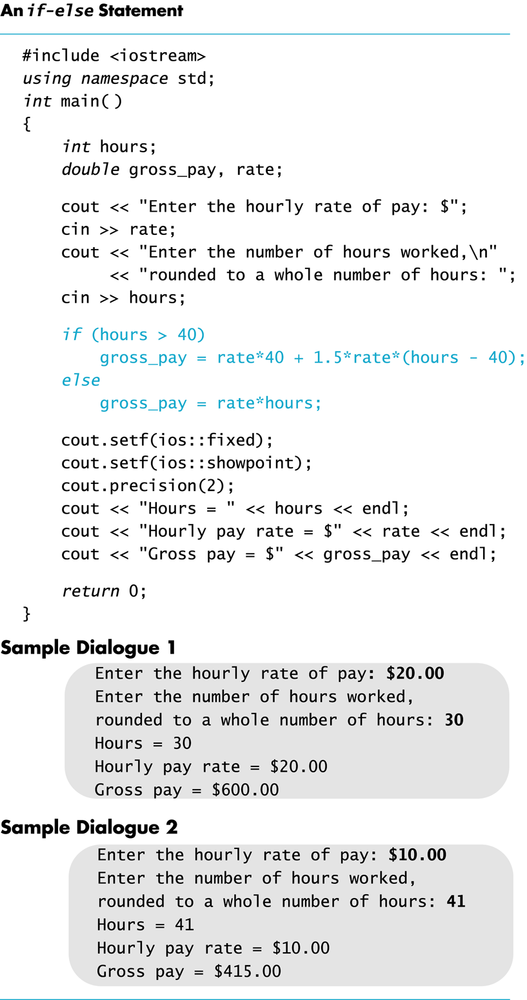 An if-else Statement
#include <iostream>
using namespace std;
int main( )
{
    int hours;
    double gross_pay, rate;
    cout << "Enter the hourly rate of pay: $";
    cin >> rate;
    cout << "Enter the number of hours worked,\n"
         << "rounded to a whole number of hours: ";
    cin >> hours;
    if (hours > 40)
        gross_pay = rate*40 + 1.5*rate*(hours - 40);
    else
        gross_pay = rate*hours;
    cout.setf(ios::fixed);
    cout.setf(ios::showpoint);
    cout.precision(2);
    cout << "Hours = " << hours << endl;
    cout << "Hourly pay rate = $" << rate << endl;
    cout << "Gross pay = $" << gross_pay << endl;
    return 0;
}
Sample Dialogue 1
Enter the hourly rate of pay: $20.00
Enter the number of hours worked,
rounded to a whole number of hours: 30
Hours = 30
Hourly pay rate = $20.00
Gross pay = $600.00
Sample Dialogue 2
Enter the hourly rate of pay: $10.00
Enter the number of hours worked,
rounded to a whole number of hours: 41
Hours = 41
Hourly pay rate = $10.00
Gross pay = $415.00